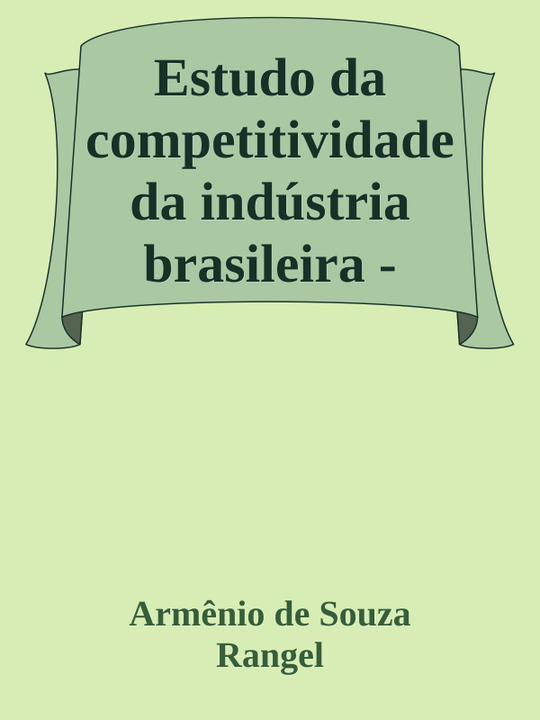 Estudo da
competitividade
da indústria
brasileira -
Armênio de Souza
Rangel